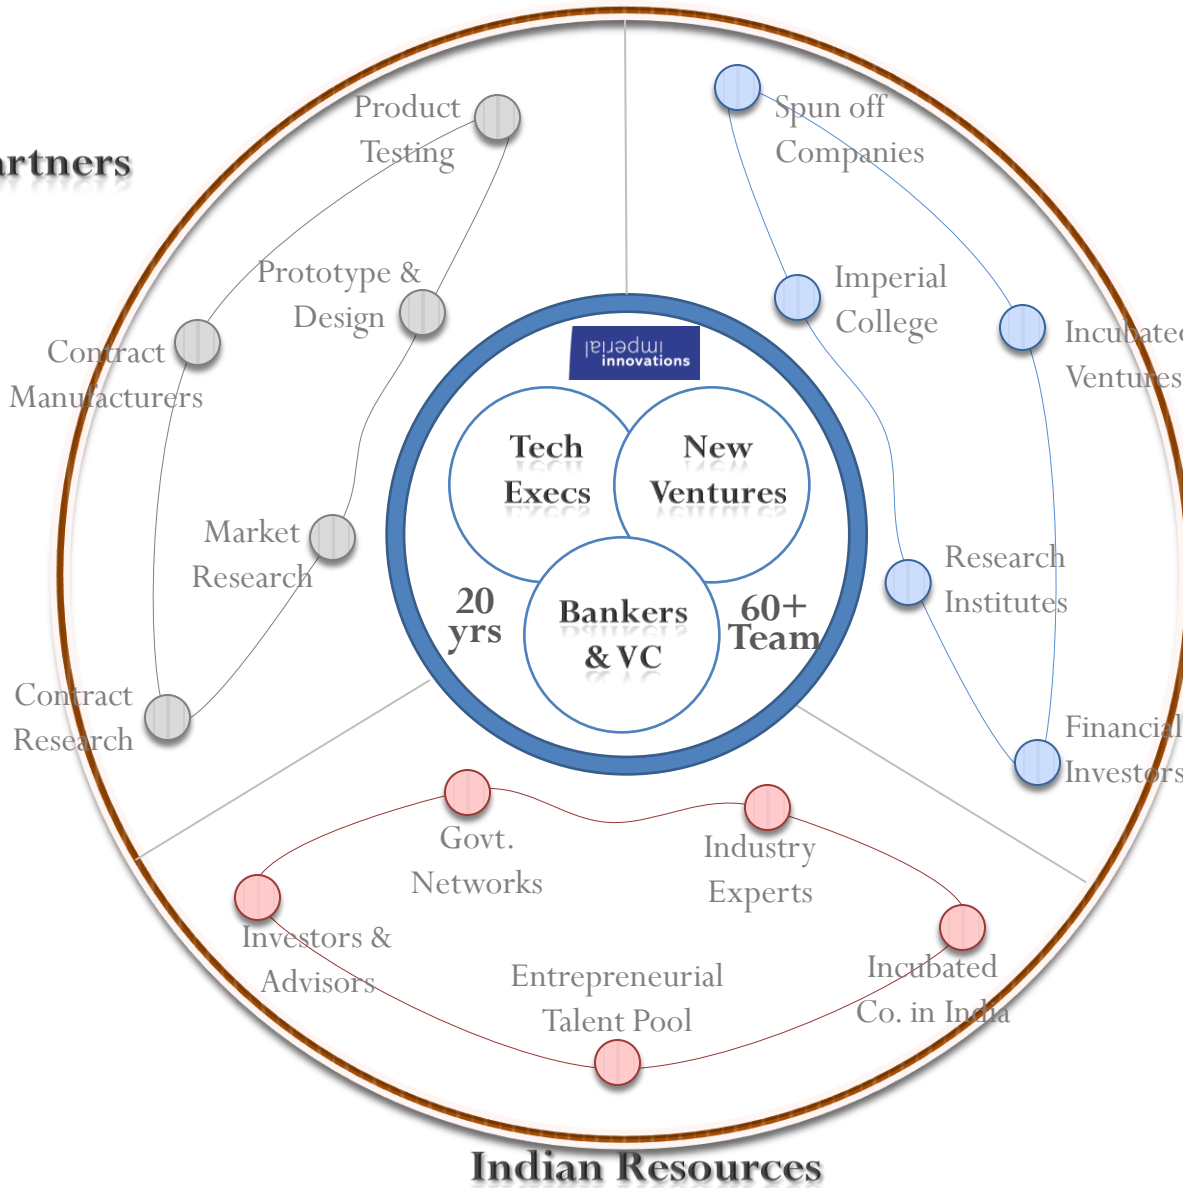 Product
Testing
Spun off
Companies
artners
Prototype &
Design
Imperial
College
Contract
Manufacturers
Incubated
Ventures
imperial
innovations
Tech
Execs
New
Ventures
Market
Research
Research
Institutes
20
yrs
Bankers
& VC
60+
Team
Contract
Research
Financial
Investors
Govt.
Networks
Industry
Experts
Investors &
Advisors
Entrepreneurial
Talent Pool
Incubated
Co. in India
Indian Resources